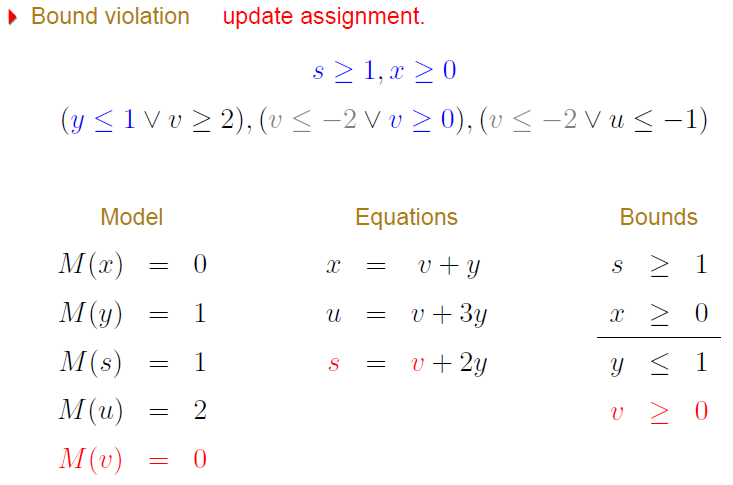 Bound violation update assignment.
s ≥ 1, x ≥ 0
(y ≤ 1 ∨ v ≥ 2), (v ≤ −2 ∨ v ≥ 0), (v ≤ −2 ∨ u ≤ −1)
Model Equations Bounds
M(x) = 0 x = v + y s ≥ 1
M(y) = 1 u = v + 3y x ≥ 0
M(s) = 1 s = v + 2y y ≤ 1
M(u) = 2 v ≥ 0
M(v) = 0